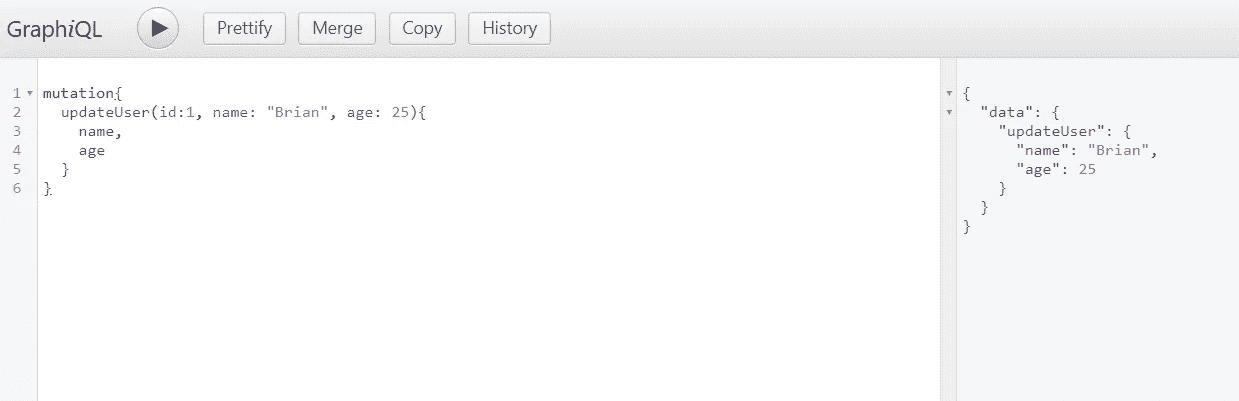 GraphiQL Prettify Merge Copy History
1 mutation{
2 updateUser(id:1, name: "Brian", age: 25){
3 name,
4 age
5 }
6 }
{
"data": {
"updateUser": {
"name": "Brian",
"age": 25
}
}
}